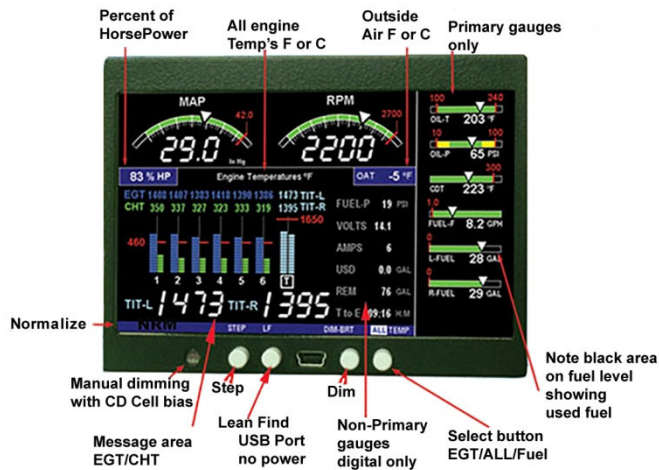 Percent of
HorsePower
All engine
Temp's F or C
Outside
Air F or C
Primary gauges
only
MAP
42.0
29.0
In Hg
RPM
2700
2200
100 240
OIL-T 203 °F
10 100
OIL-P 65 PSI
300
CDT 223 °F
1.0
FUEL-F 8.2 GPH
0
L-FUEL 28 GAL
0
R-FUEL 29 GAL
83 % HP
Engine Temperatures °F
OAT -5 °F
EGT 1408 1407 1383 1418 1390 1386 1473 TIT-L
CHT 350 337 327 323 333 319 1395 TIT-R
1650
460
1 2 3 4 5 6 T
FUEL-P 19 PSI
VOLTS 14.1
AMPS 6
USD 0.0 GAL
REM 76 GAL
T to E 09:16 H:M
TIT-L 1473 TIT-R 1395
NRM STEP LF DIM-BRT ALL TEMP
Normalize
Manual dimming
with CD Cell bias
Step
Dim
Message area
EGT/CHT
Lean Find
USB Port
no power
Non-Primary
gauges
digital only
Select button
EGT/ALL/Fuel
Note black area
on fuel level
showing
used fuel